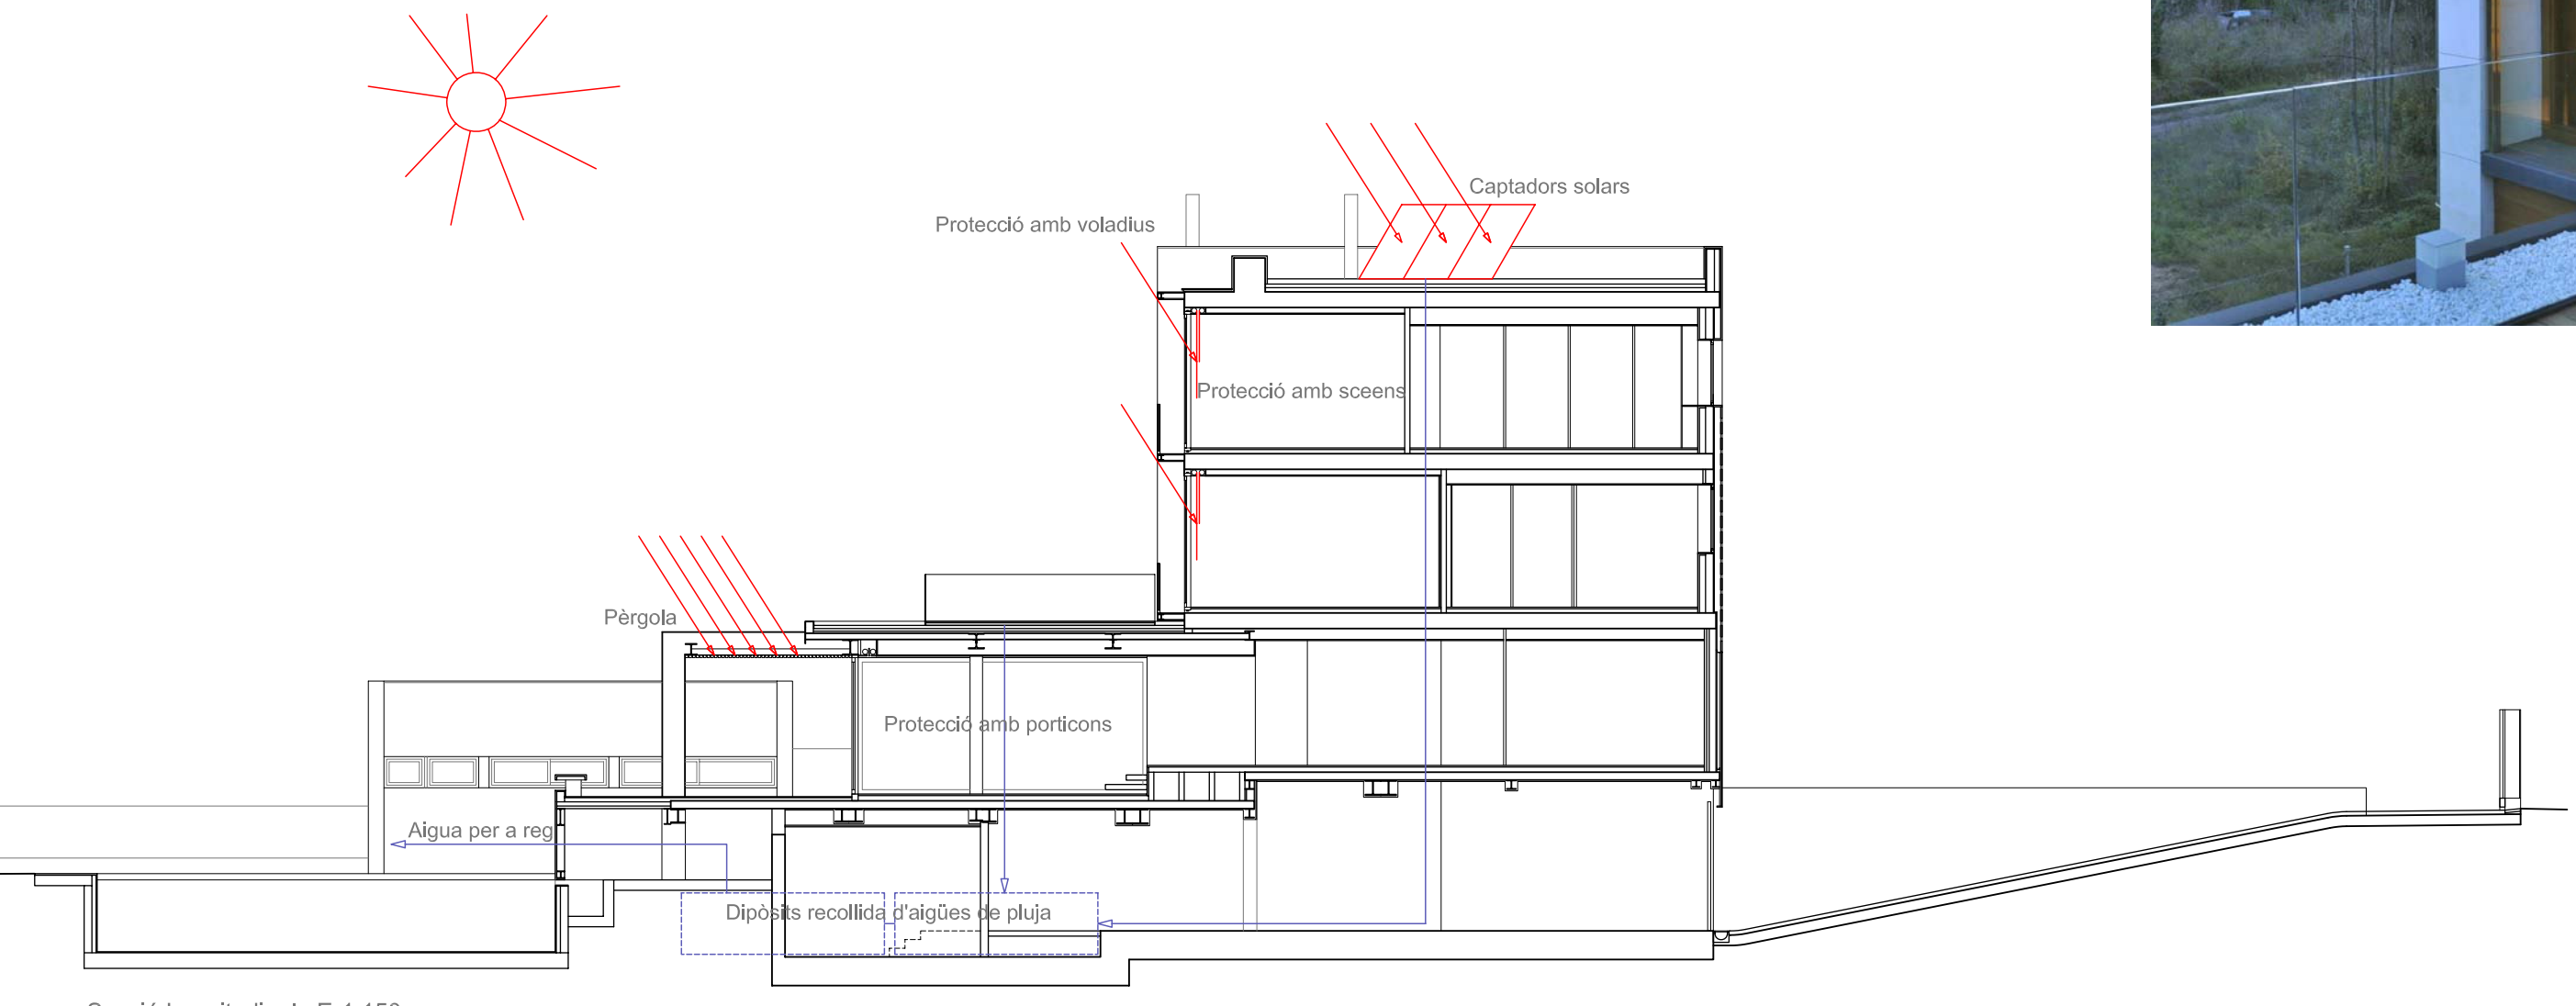 Captadors solars
Protecció amb voladius
Protecció amb sceens
Pèrgola
Protecció amb porticons
Aigua per a reg
Dipòsits recollida d'aigües de pluja